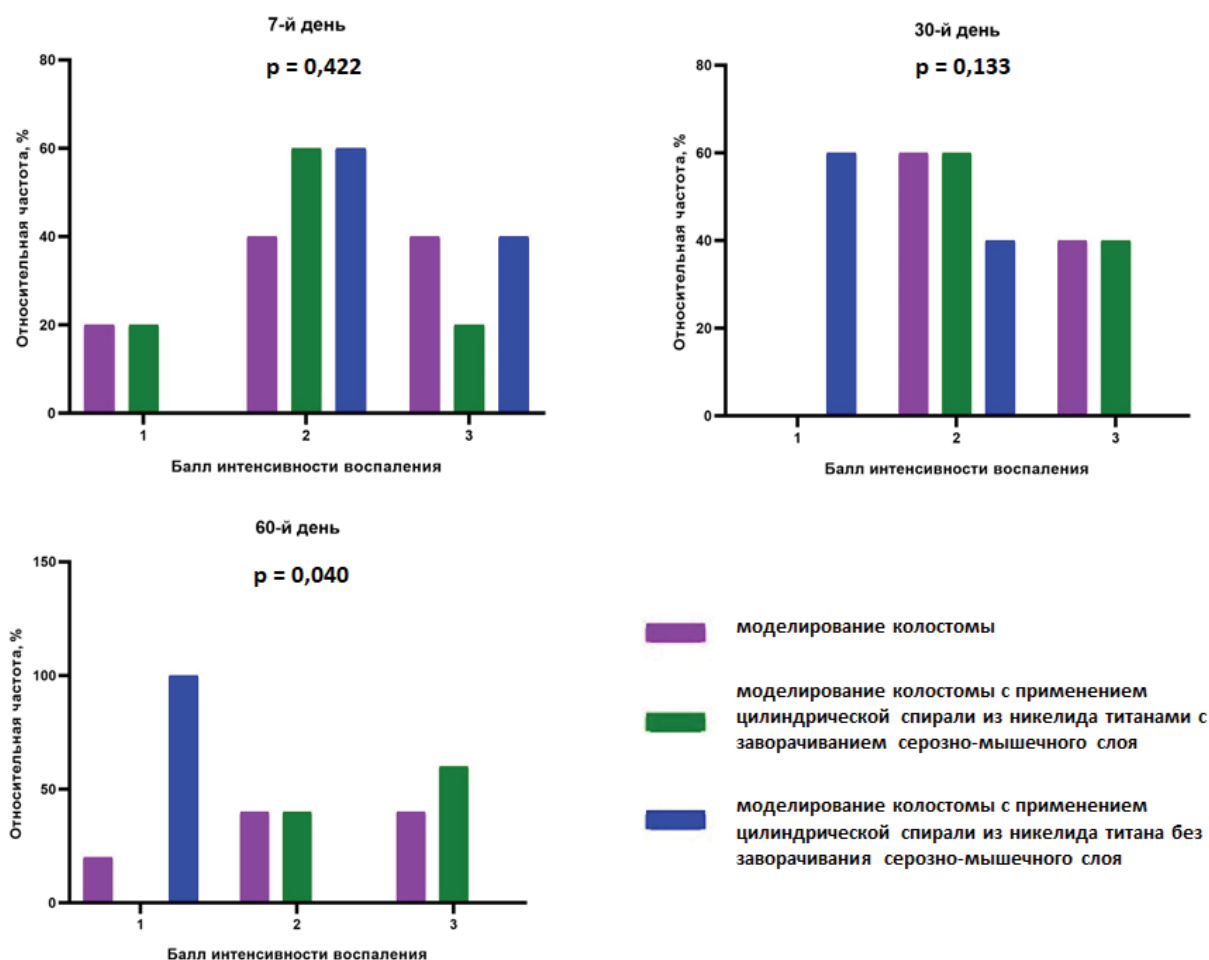 7-й день
p = 0,422
80
60
40
20
0
Относительная частота, %
1 2 3
Балл интенсивности воспаления
30-й день
p = 0,133
80
60
40
20
0
Относительная частота, %
1 2 3
Балл интенсивности воспаления
60-й день
p = 0,040
150
100
50
0
Относительная частота, %
1 2 3
Балл интенсивности воспаления
моделирование колостомы
моделирование колостомы с применением
цилиндрической спирали из никелида титанами с
заворачиванием серозно-мышечного слоя
моделирование колостомы с применением
цилиндрической спирали из никелида титана без
заворачивания серозно-мышечного слоя